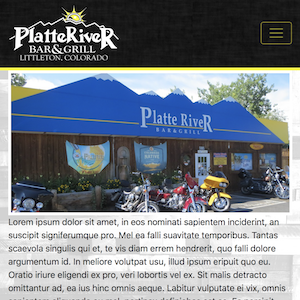 Platte River
BAR & GRILL
LITTLETON, COLORADO
Platte River
BAR & GRILL
Lorem ipsum dolor sit amet, in eos nominati sapientem inciderint, an
suscipit signiferumque pro. Mel ea falli suavitate temporibus. Tantas
scaevola singulis qui et, te vis diam errem hendrerit, quo falli dolore
argumentum id. In meliore volutpat usu, illud ipsum eripuit quo eu.
Oratio iriure eligendi ex pro, veri lobortis vel ex. Sit malis detracto
omittantur ad, ea ius hinc omnis aeque. Labitur vulputate ei vix, omnis